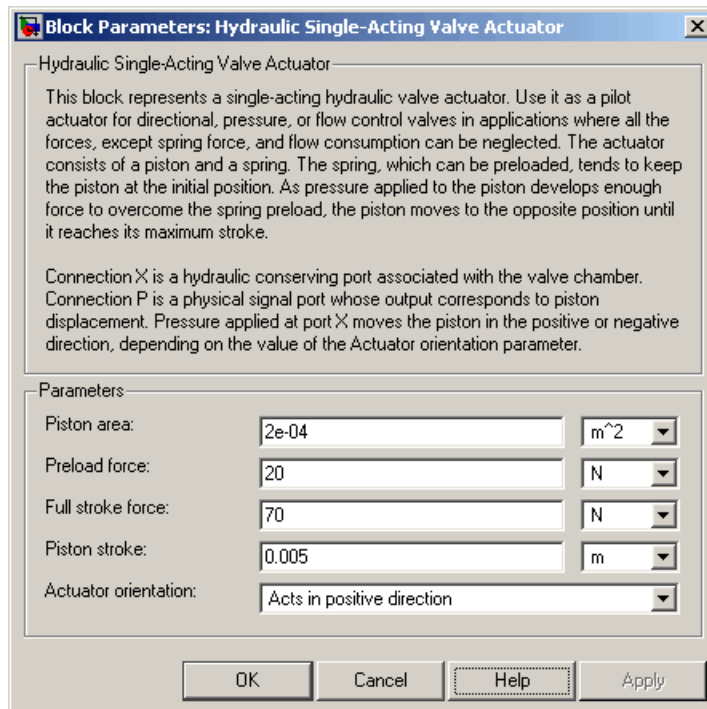 Block Parameters: Hydraulic Single-Acting Valve Actuator
Hydraulic Single-Acting Valve Actuator
This block represents a single-acting hydraulic valve actuator. Use it as a pilot
actuator for directional, pressure, or flow control valves in applications where all the
forces, except spring force, and flow consumption can be neglected. The actuator
consists of a piston and a spring. The spring, which can be preloaded, tends to keep
the piston at the initial position. As pressure applied to the piston develops enough
force to overcome the spring preload, the piston moves to the opposite position until
it reaches its maximum stroke.
Connection X is a hydraulic conserving port associated with the valve chamber.
Connection P is a physical signal port whose output corresponds to piston
displacement. Pressure applied at port X moves the piston in the positive or negative
direction, depending on the value of the Actuator orientation parameter.
Parameters
Piston area: 2e-04 m^2
Preload force: 20 N
Full stroke force: 70 N
Piston stroke: 0.005 m
Actuator orientation: Acts in positive direction
OK Cancel Help Apply